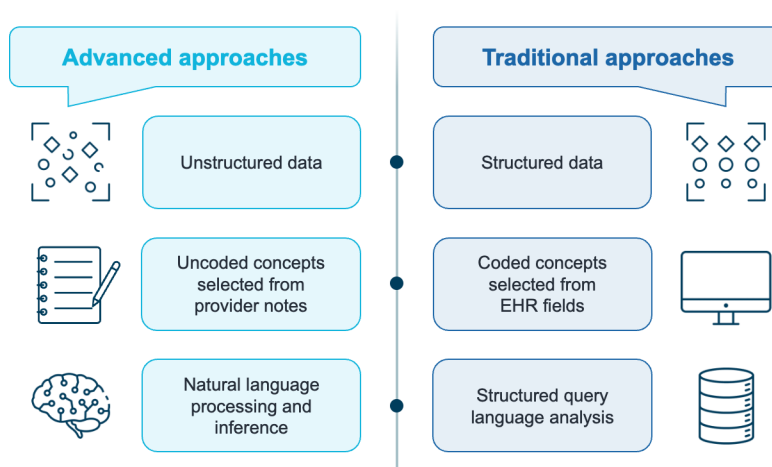 Advanced approaches
Traditional approaches
Unstructured data
Structured data
Uncoded concepts
selected from
provider notes
Coded concepts
selected from
EHR fields
Natural language
processing and
inference
Structured query
language analysis